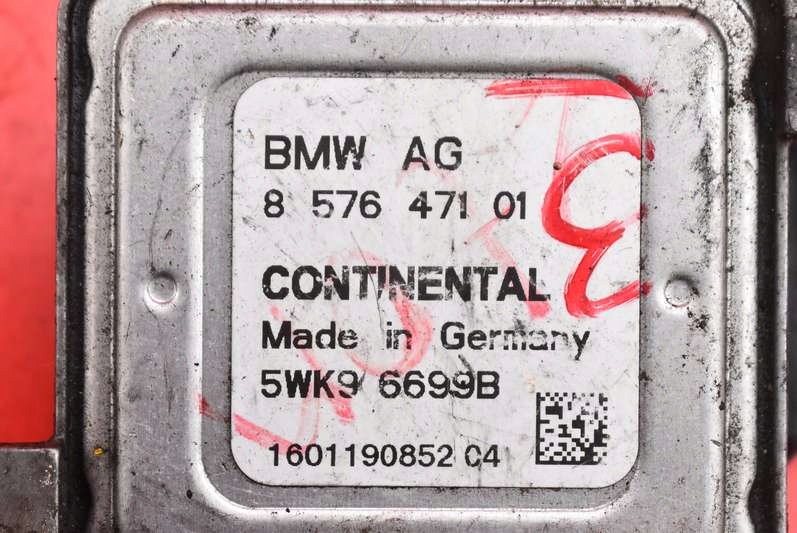 BMW AG
8 576 471 01
CONTINENTAL
Made in Germany
5WK9 6699B
1601190852 04